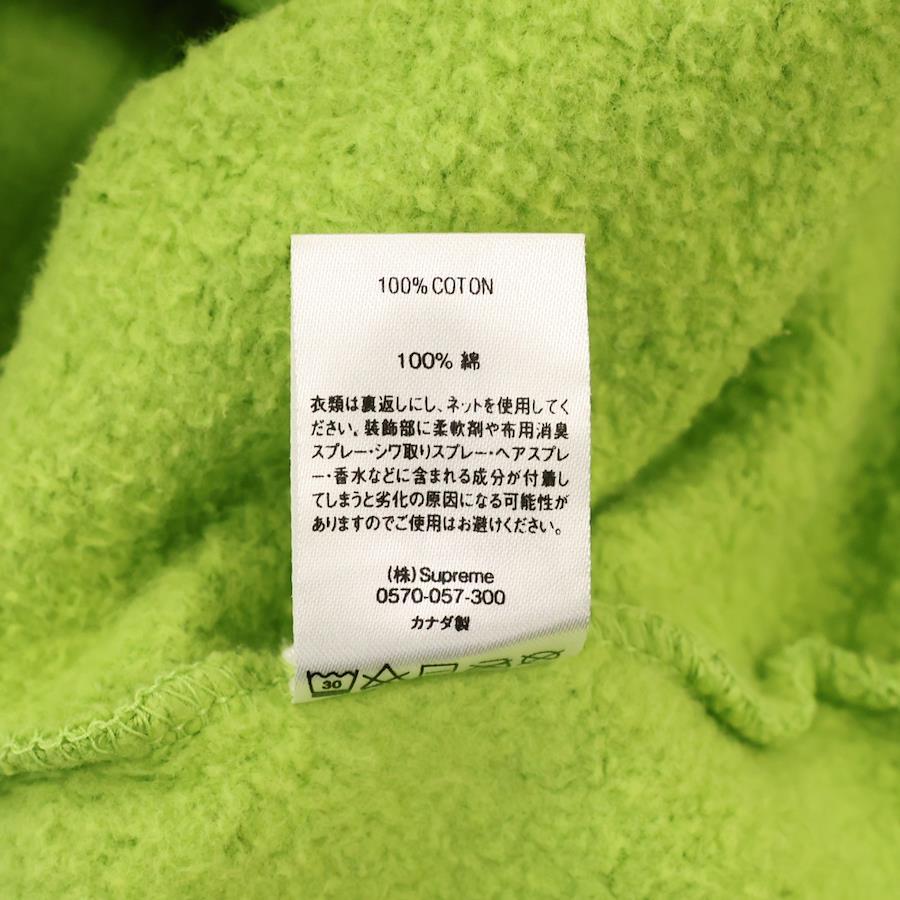 100% COTON
100% 綿
衣類は裏返しにし、ネットを使用してく
ださい。装飾部に柔軟剤や布用消臭
スプレー・シワ取りスプレー・ヘアスプレ
ー・香水などに含まれる成分が付着し
てしまうと劣化の原因になる可能性が
ありますのでご使用はお避けください。
(株)Supreme
0570-057-300
カナダ製
30